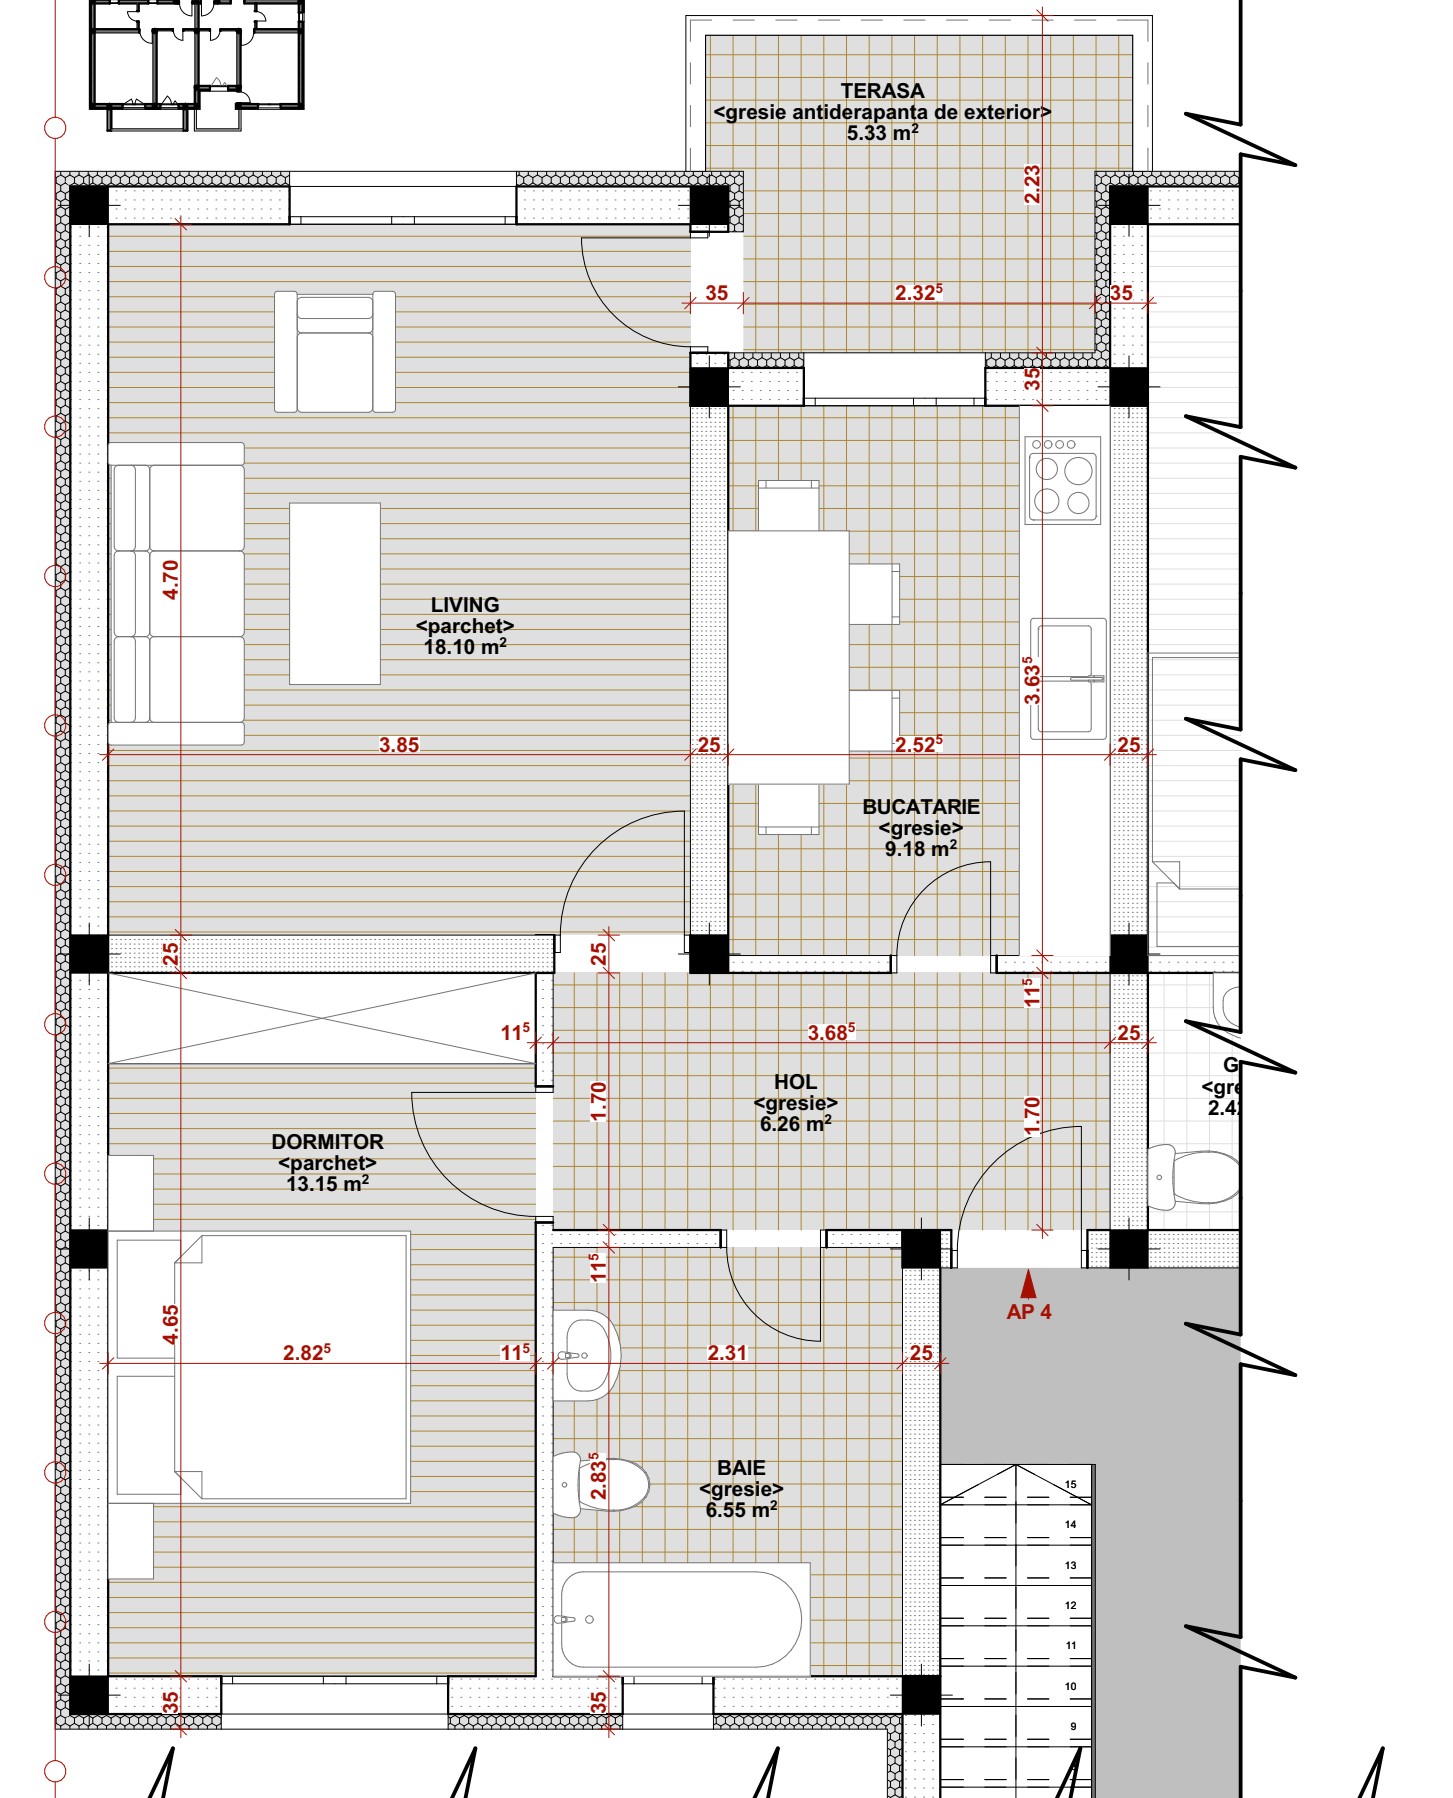 TERASA
<gresie antiderapanta de exterior>
5.33 m²
2.23
35
2.32⁵
35
35
4.70
LIVING
<parchet>
18.10 m²
3.63⁵
3.85
25
2.52⁵
25
BUCATARIE
<gresie>
9.18 m²
25
25
11⁵
11⁵
3.68⁵
25
HOL
<gresie>
6.26 m²
1.70
1.70
G
<gre
2.4
DORMITOR
<parchet>
13.15 m²
11⁵
AP 4
4.65
2.82⁵
11⁵
2.31
25
2.83⁵
BAIE
<gresie>
6.55 m²
15
14
13
12
11
10
9
35
35